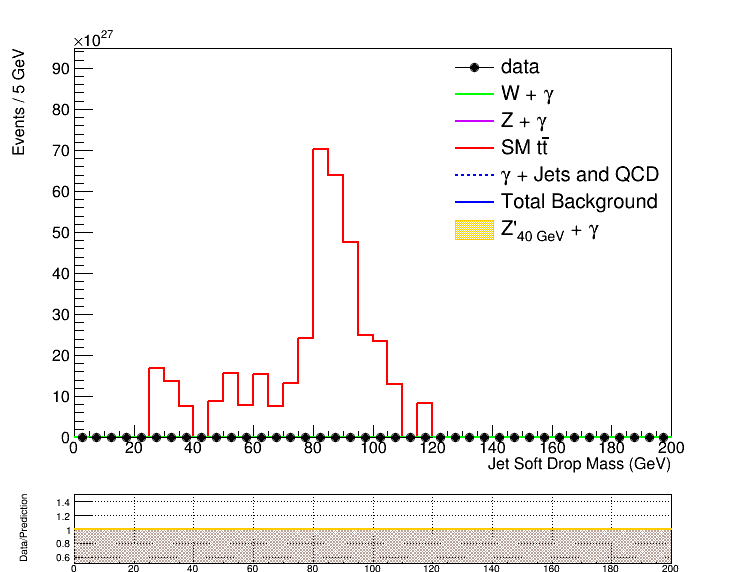 ×10^27
Events / 5 GeV
90
80
70
60
50
40
30
20
10
0
data
W + γ
Z + γ
SM tt̄
γ + Jets and QCD
Total Background
Z'40 GeV + γ
0 20 40 60 80 100 120 140 160 180 200
Jet Soft Drop Mass (GeV)
Data/Prediction
1.4
1.2
1
0.8
0.6
0 20 40 60 80 100 120 140 160 180 200